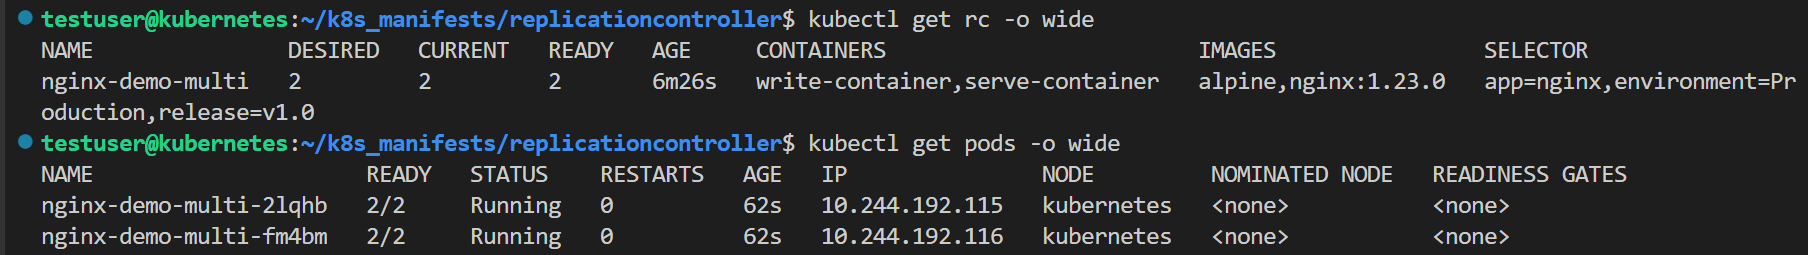 testuser@kubernetes:~/k8s_manifests/replicationcontroller$ kubectl get rc -o wide
NAME               DESIRED   CURRENT   READY   AGE     CONTAINERS                        IMAGES                SELECTOR
nginx-demo-multi   2         2         2       6m26s   write-container,serve-container   alpine,nginx:1.23.0   app=nginx,environment=Pr
oduction,release=v1.0
testuser@kubernetes:~/k8s_manifests/replicationcontroller$ kubectl get pods -o wide
NAME                     READY   STATUS    RESTARTS   AGE   IP               NODE         NOMINATED NODE   READINESS GATES
nginx-demo-multi-2lqhb   2/2     Running   0          62s   10.244.192.115   kubernetes   <none>           <none>
nginx-demo-multi-fm4bm   2/2     Running   0          62s   10.244.192.116   kubernetes   <none>           <none>